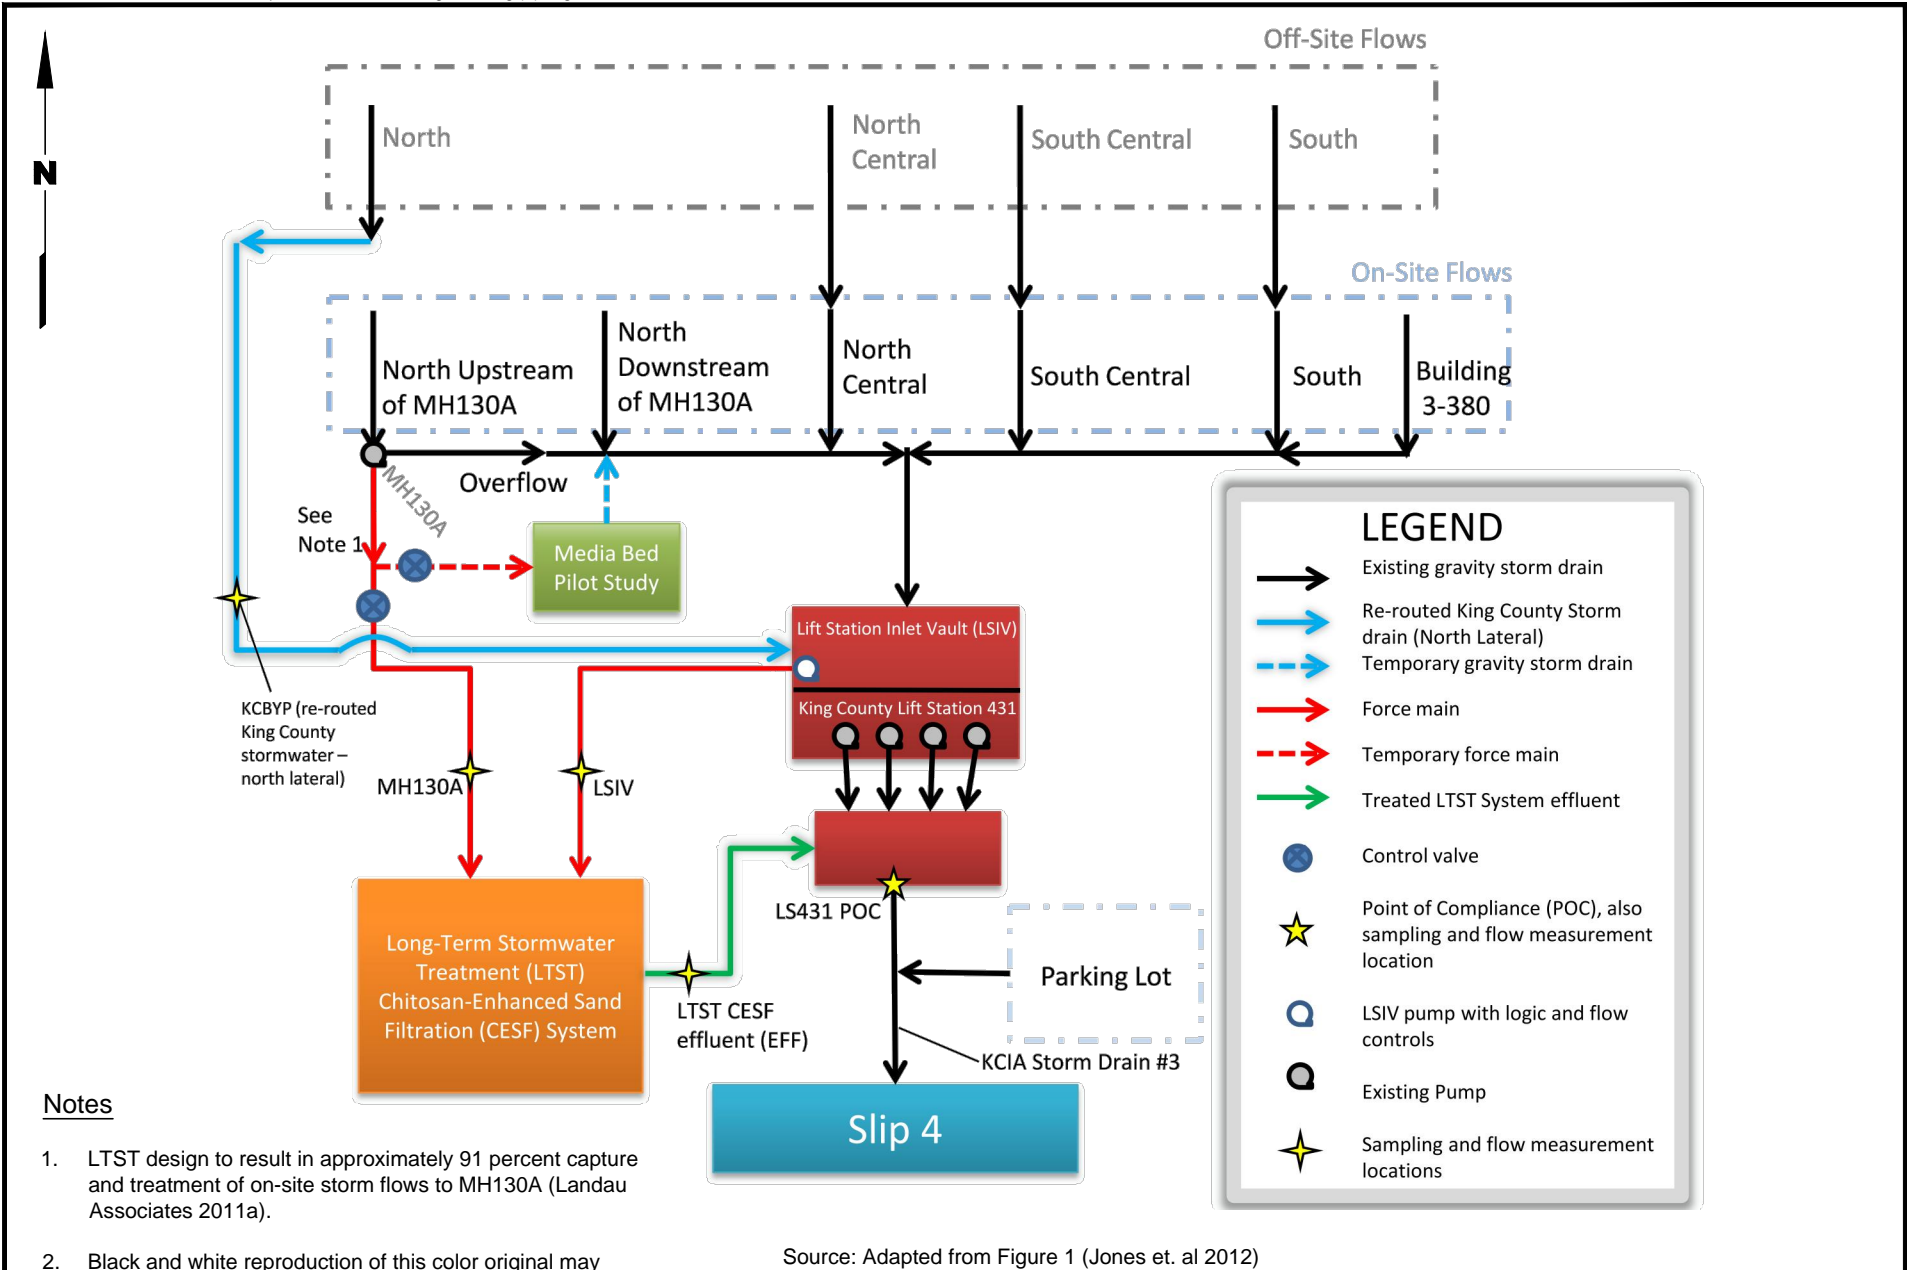 Off-Site Flows
North
North
Central
South Central
South
N
On-Site Flows
North Upstream
of MH130A
North
Downstream
of MH130A
North
Central
South Central
South
Building
3-380
Overflow
MH130A
See
Note 1
Media Bed
Pilot Study
Lift Station Inlet Vault (LSIV)
King County Lift Station 431
KCBYP (re-routed
King County
stormwater –
north lateral)
MH130A
LSIV
LS431 POC
Long-Term Stormwater
Treatment (LTST)
Chitosan-Enhanced Sand
Filtration (CESF) System
LTST CESF
effluent (EFF)
Parking Lot
KCIA Storm Drain #3
Slip 4
LEGEND
Existing gravity storm drain
Re-routed King County Storm
drain (North Lateral)
Temporary gravity storm drain
Force main
Temporary force main
Treated LTST System effluent
Control valve
Point of Compliance (POC), also
sampling and flow measurement
location
LSIV pump with logic and flow
controls
Existing Pump
Sampling and flow measurement
locations
Notes
1. LTST design to result in approximately 91 percent capture
and treatment of on-site storm flows to MH130A (Landau
Associates 2011a).
2. Black and white reproduction of this color original may
Source: Adapted from Figure 1 (Jones et. al 2012)